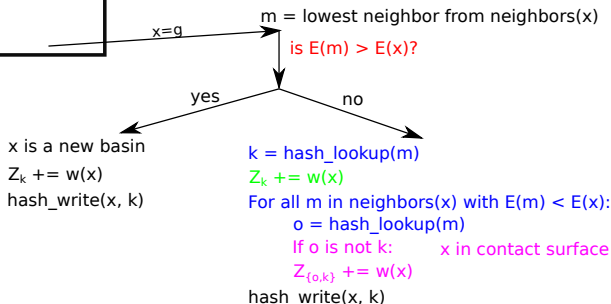 m = lowest neighbor from neighbors(x)
x=g
is E(m) > E(x)?
yes
no
x is a new basin
Zk += w(x)
hash_write(x, k)
k = hash_lookup(m)
Zk += w(x)
For all m in neighbors(x) with E(m) < E(x):
o = hash_lookup(m)
If o is not k: x in contact surface
Z{o,k} += w(x)
hash_write(x, k)